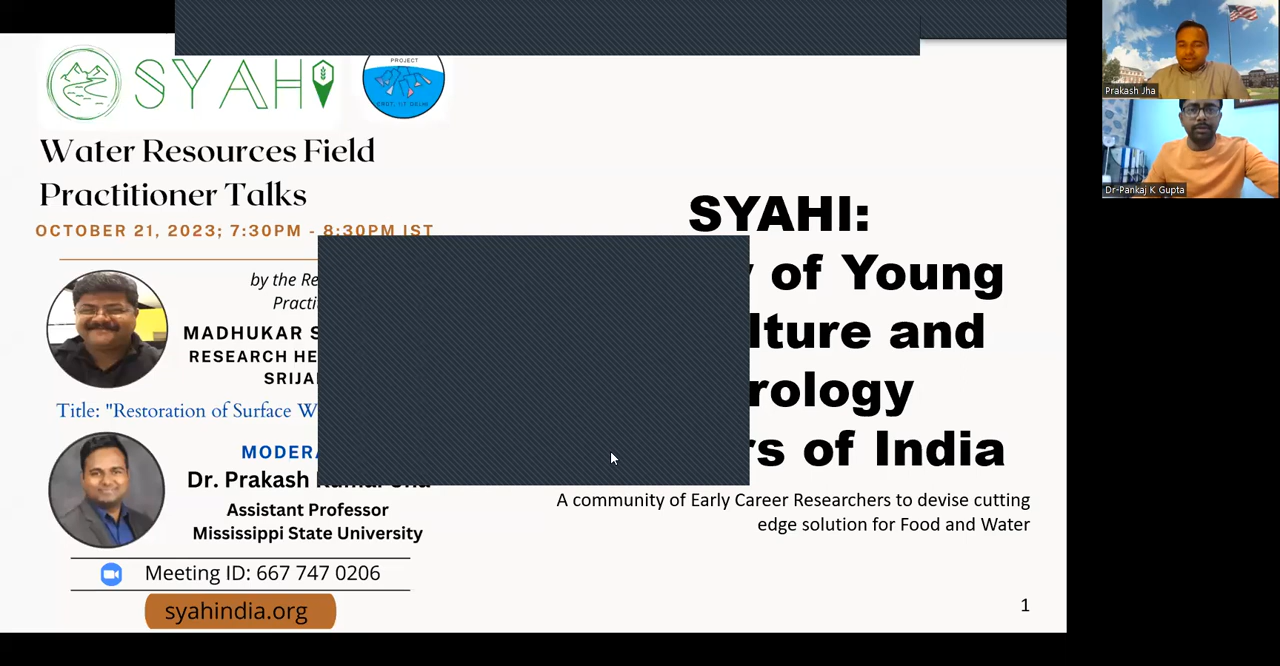 SYAHI
PROJECT
Water Resources Field
Practitioner Talks
OCTOBER 21, 2023; 7:30PM - 8:30PM IST
by the Re
Practi
MADHUKAR S
RESEARCH HE
SRIJA
Title: "Restoration of Surface W
MODERA
Dr. Prakash Kumar Jha
Assistant Professor
Mississippi State University
Meeting ID: 667 747 0206
syahindia.org
SYAHI:
of Young
lture and
rology
rs of India
A community of Early Career Researchers to devise cutting
edge solution for Food and Water
1
Prakash Jha
Dr-Pankaj K Gupta